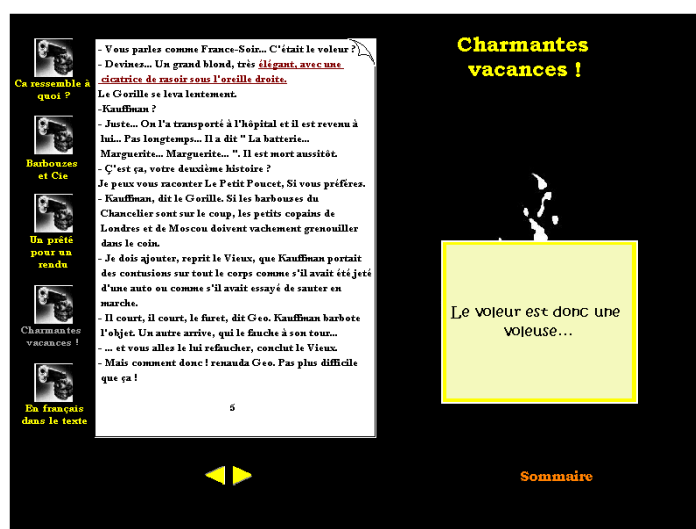 Ca ressemble à
quoi ?
Barbouzes
et Cie
Un prêté
pour un
rendu
Charmantes
vacances !
En français
dans le texte
- Vous parlez comme France-Soir... C'était le voleur ?
- Devinez... Un grand blond, très élégant, avec une
cicatrice de rasoir sous l'oreille droite.
Le Gorille se leva lentement.
-Kauffman ?
- Juste... On l'a transporté à l'hôpital et il est revenu à
lui... Pas longtemps... Il a dit " La batterie...
Marguerite... Marguerite... ". Il est mort aussitôt.
- Ç'est ça, votre deuxième histoire ?
Je peux vous raconter Le Petit Poucet, Si vous préférez.
- Kauffman, dit le Gorille. Si les barbouses du
Chancelier sont sur le coup, les petits copains de
Londres et de Moscou doivent vachement grenouiller
dans le coin.
- Je dois ajouter, reprit le Vieux, que Kauffman portait
des contusions sur tout le corps comme s'il avait été jeté
d'une auto ou comme s'il avait essayé de sauter en
marche.
- Il court, il court, le furet, dit Geo. Kauffman barbote
l'objet. Un autre arrive, qui le fauche à son tour...
- ... et vous allez le lui refaucher, conclut le Vieux.
- Mais comment donc ! renauda Geo. Pas plus difficile
que ça !
5
Charmantes
vacances !
Le voleur est donc une
voleuse...
Sommaire